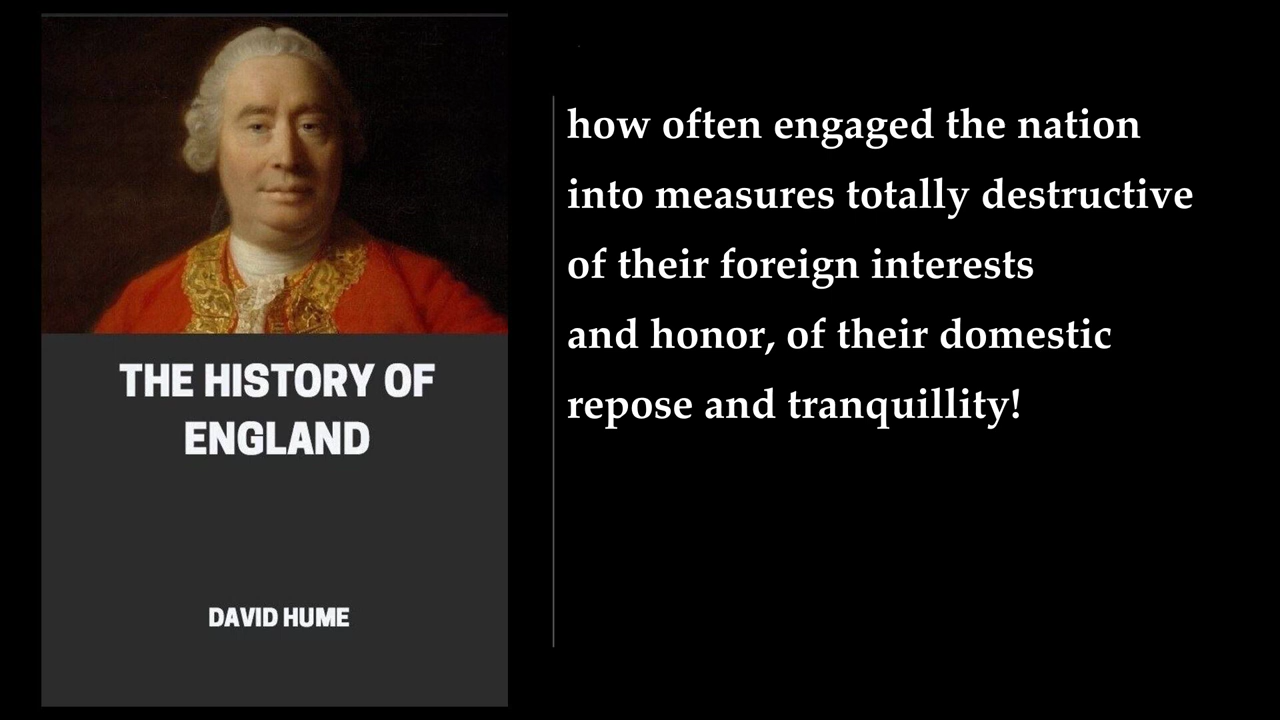 THE HISTORY OF
ENGLAND
DAVID HUME
how often engaged the nation
into measures totally destructive
of their foreign interests
and honor, of their domestic
repose and tranquillity!